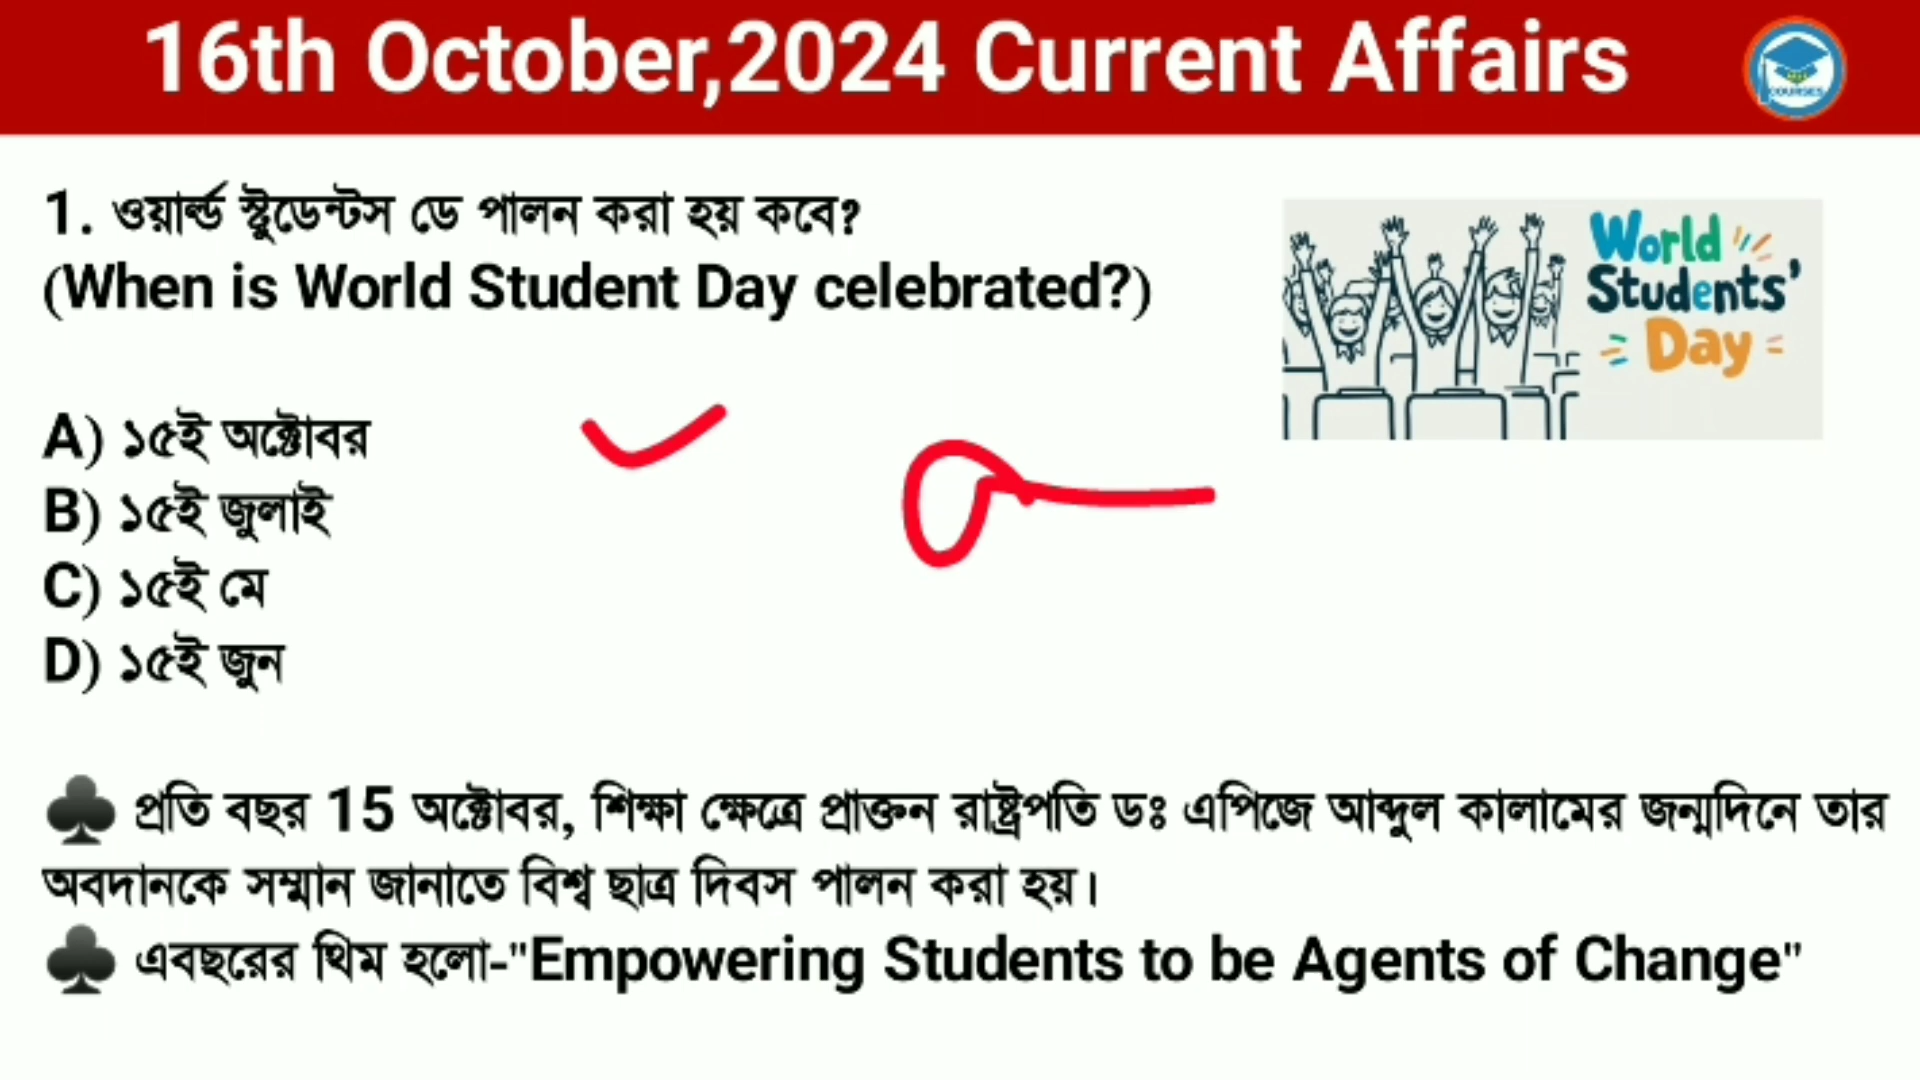 16th October,2024 Current Affairs
COURSES
1. ওয়ার্ল্ড স্টুডেন্টস ডে পালন করা হয় কবে?
(When is World Student Day celebrated?)
World
Students'
Day
A) ১৫ই অক্টোবর
B) ১৫ই জুলাই
C) ১৫ই মে
D) ১৫ই জুন
♣ প্রতি বছর 15 অক্টোবর, শিক্ষা ক্ষেত্রে প্রাক্তন রাষ্ট্রপতি ডঃ এপিজে আব্দুল কালামের জন্মদিনে তার
অবদানকে সম্মান জানাতে বিশ্ব ছাত্র দিবস পালন করা হয়।
♣ এবছরের থিম হলো-"Empowering Students to be Agents of Change"